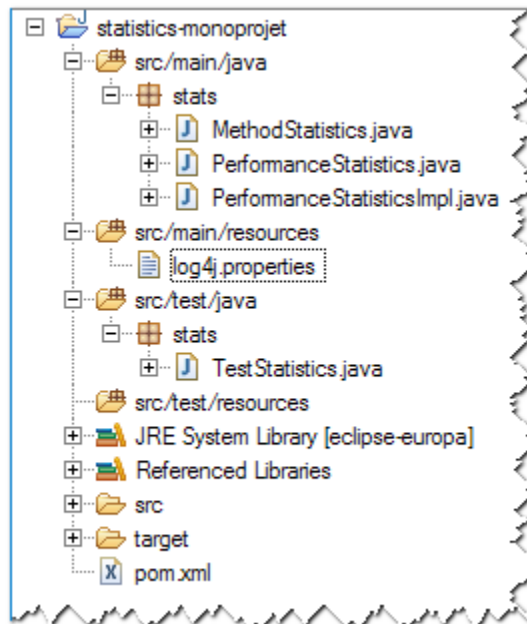 statistics-monoprojet
src/main/java
stats
MethodStatistics.java
PerformanceStatistics.java
PerformanceStatisticsImpl.java
src/main/resources
log4j.properties
src/test/java
stats
TestStatistics.java
src/test/resources
JRE System Library [eclipse-europa]
Referenced Libraries
src
target
pom.xml